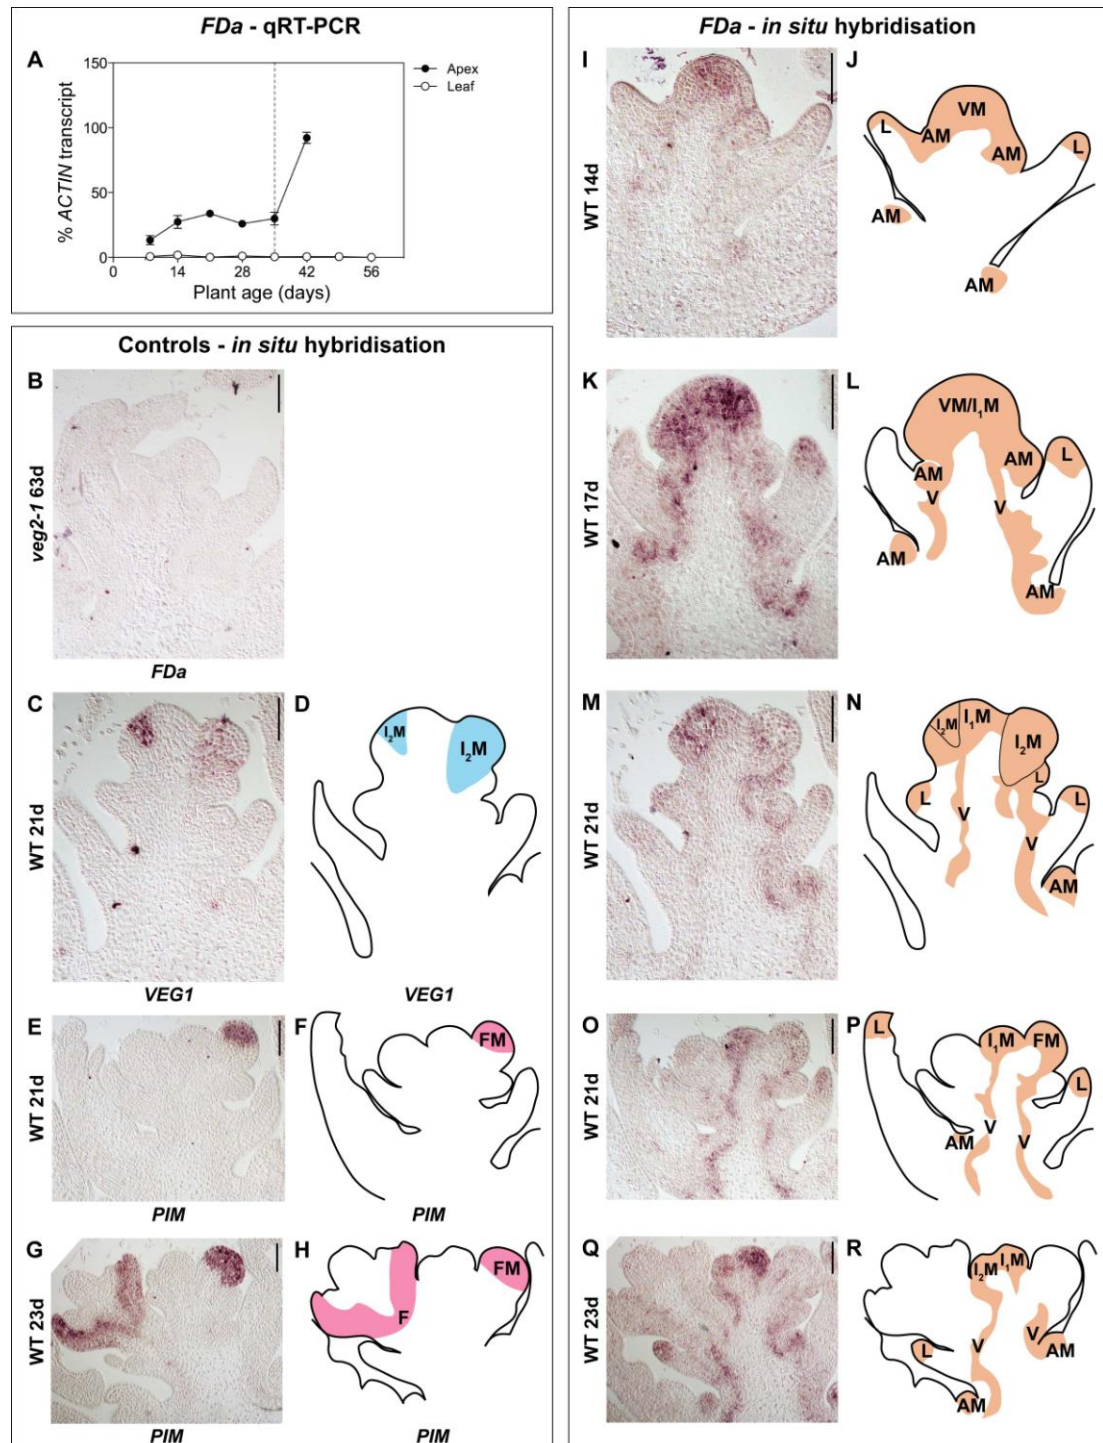 FDa - qRT-PCR
A
150
100
50
0
% ACTIN transcript
0 14 28 42 56
Plant age (days)
Apex
Leaf
Controls - in situ hybridisation
B
veg2-1 63d
FDa
C
WT 21d
VEG1
D
I₂M
I₂M
VEG1
E
WT 21d
PIM
F
FM
PIM
G
WT 23d
PIM
H
FM
F
PIM
FDa - in situ hybridisation
I
WT 14d
J
VM
L
AM
AM
L
AM
AM
K
WT 17d
L
VM/I₁M
AM
AM
L
V
V
AM
AM
M
WT 21d
N
I₂M
I₁M
I₂M
L
L
L
V
V
AM
O
WT 21d
P
L
I₁M
FM
L
AM
V
V
Q
WT 23d
R
I₂M
I₁M
L
V
V
AM
AM